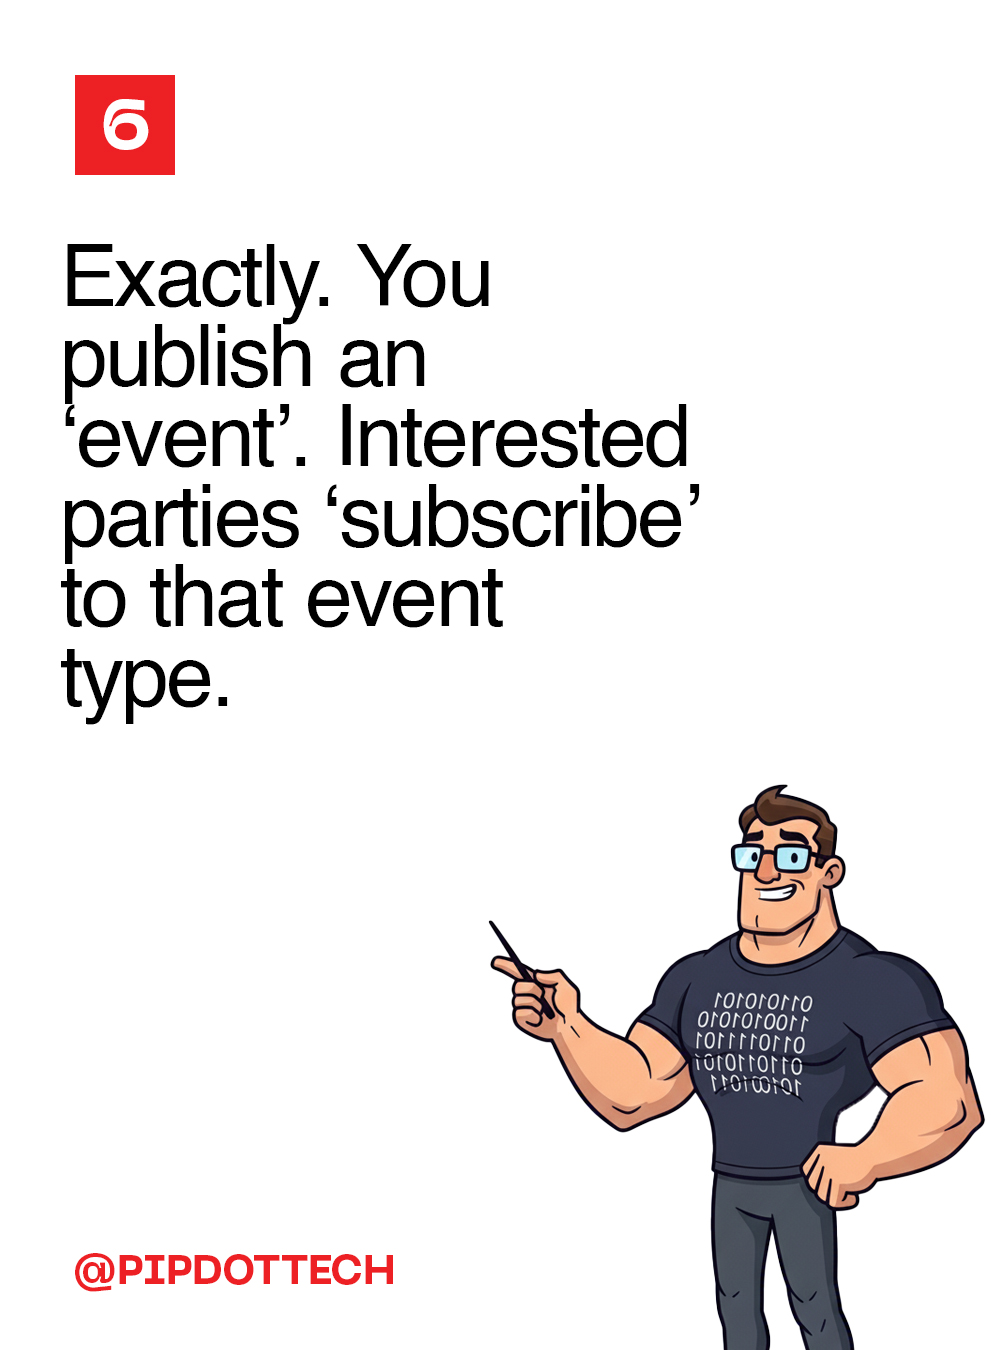 6
Exactly. You
publish an
‘event’. Interested
parties ‘subscribe’
to that event
type.
@PIPDOTTECH